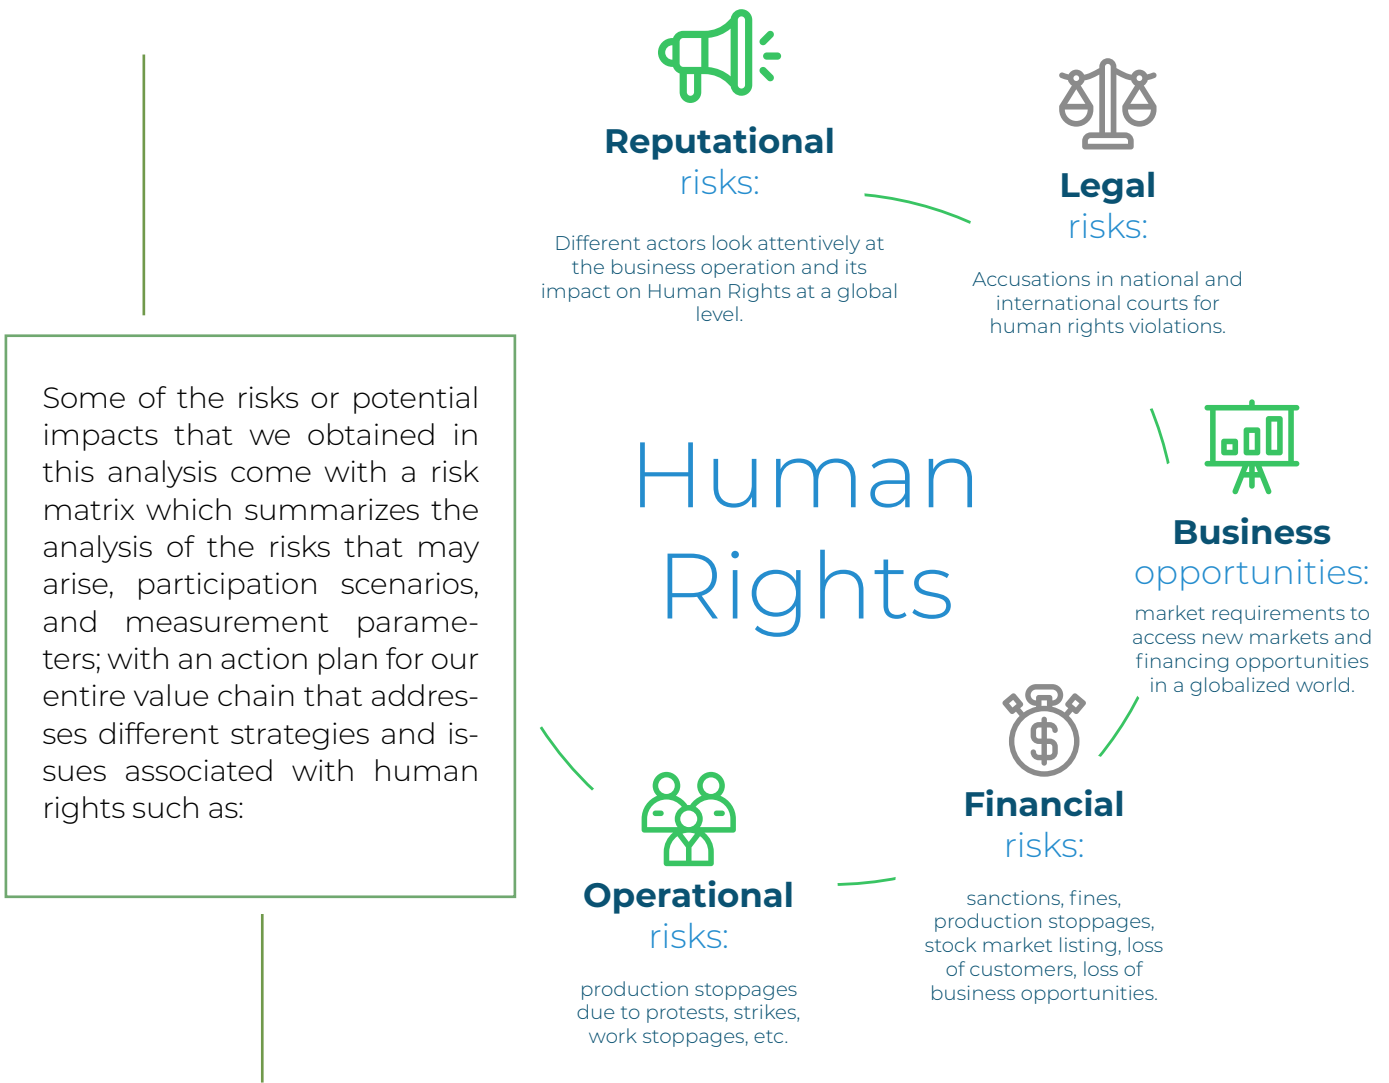 Some of the risks or potential
impacts that we obtained in
this analysis come with a risk
matrix which summarizes the
analysis of the risks that may
arise, participation scenarios,
and measurement parame-
ters; with an action plan for our
entire value chain that addres-
ses different strategies and is-
sues associated with human
rights such as:
Human
Rights
Reputational
risks:
Different actors look attentively at
the business operation and its
impact on Human Rights at a global
level.
Legal
risks:
Accusations in national and
international courts for
human rights violations.
Business
opportunities:
market requirements to
access new markets and
financing opportunities
in a globalized world.
Financial
risks:
sanctions, fines,
production stoppages,
stock market listing, loss
of customers, loss of
business opportunities.
Operational
risks:
production stoppages
due to protests, strikes,
work stoppages, etc.